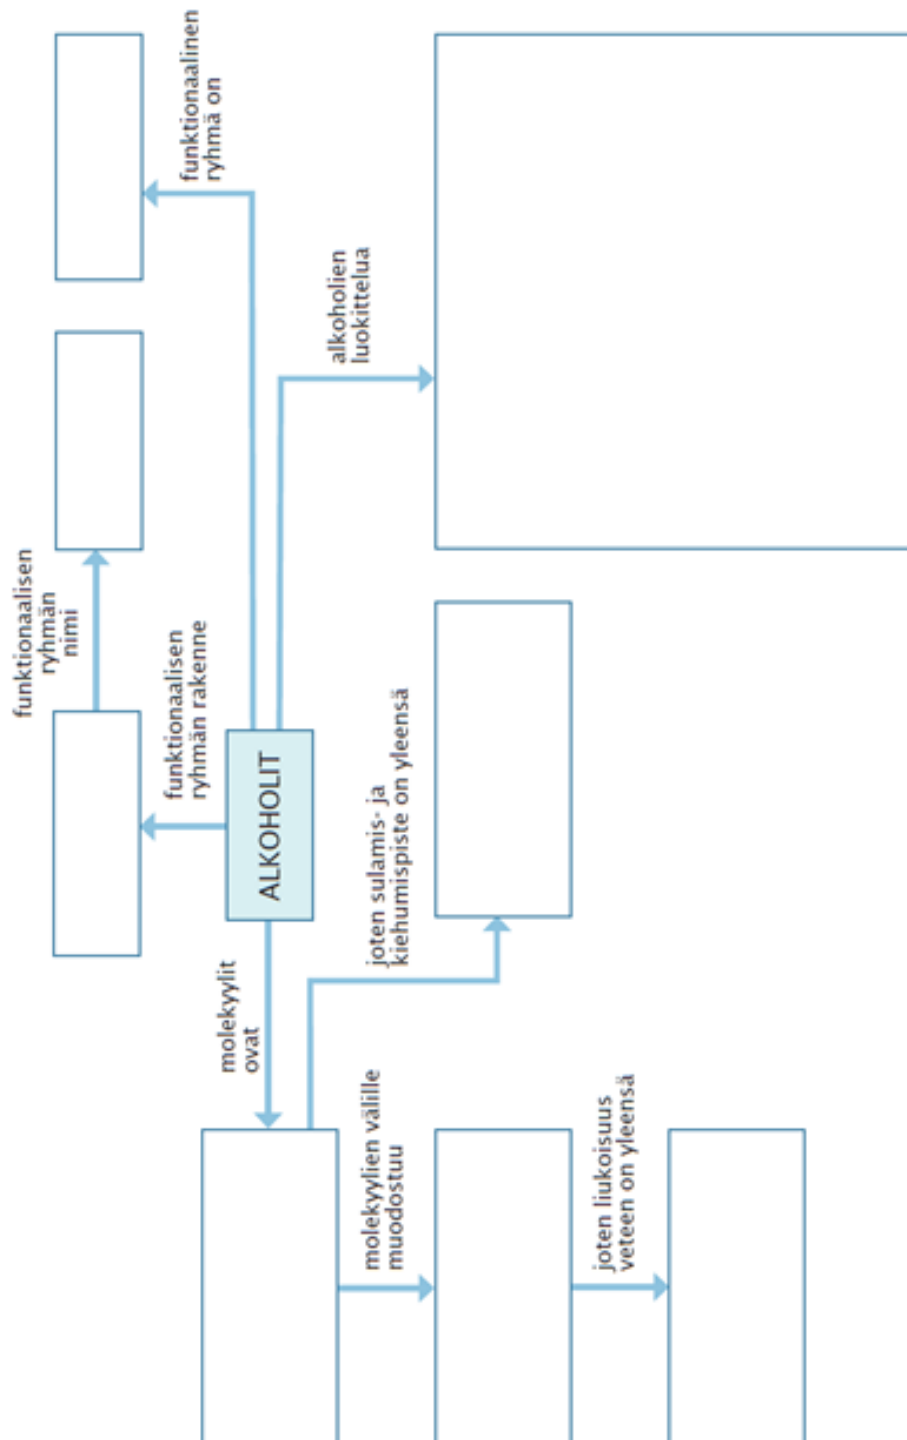 funktionaalisen
ryhmän
nimi
funktionaalisen
ryhmän rakenne
funktionaalinen
ryhmä on
ALKOHOLIT
molekyylit
ovat
alkoholien
luokittelua
joten sulamis- ja
kiehumispiste on yleensä
molekyylien välille
muodostuu
joten liukoisuus
veteen on yleensä